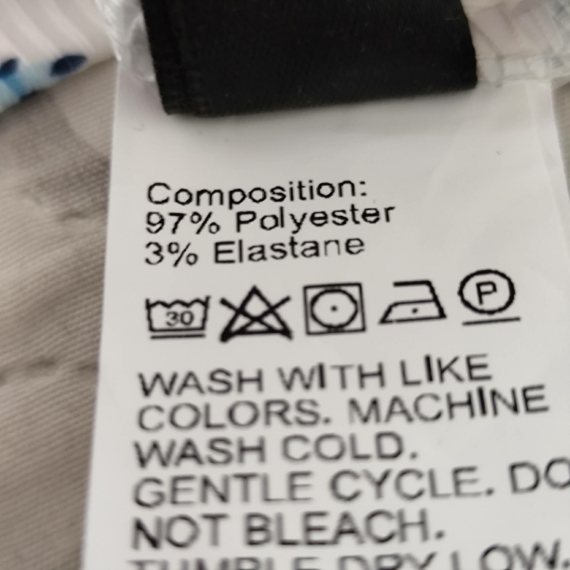 Composition:
97% Polyester
3% Elastane
30
P
WASH WITH LIKE
COLORS. MACHINE
WASH COLD.
GENTLE CYCLE. DO
NOT BLEACH.
TUMBLE DRY LOW.